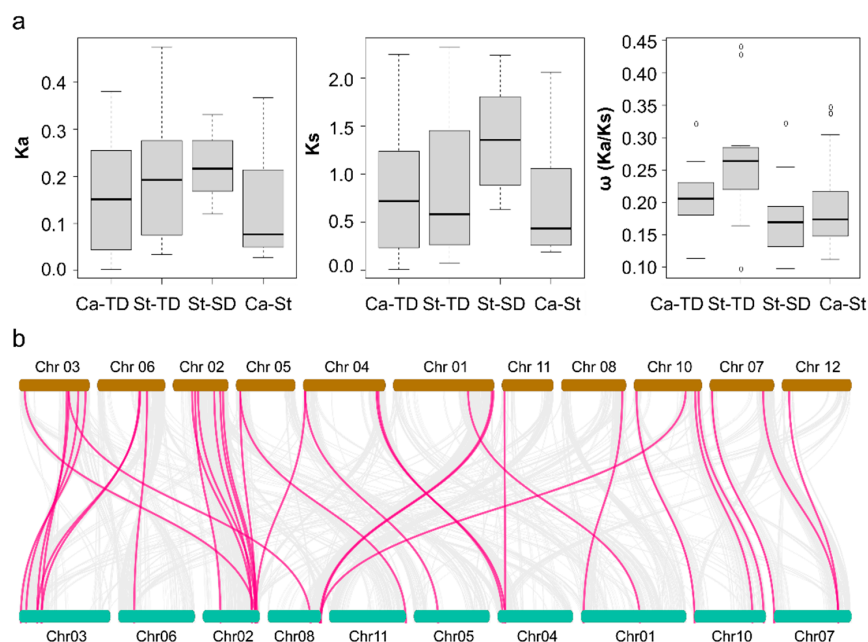 a
Ka
0.4
0.3
0.2
0.1
0.0
Ca-TD St-TD St-SD Ca-St
Ks
2.0
1.5
1.0
0.5
0.0
Ca-TD St-TD St-SD Ca-St
ω (Ka/Ks)
0.45
0.40
0.35
0.30
0.25
0.20
0.15
0.10
Ca-TD St-TD St-SD Ca-St
b
Chr 03 Chr 06 Chr 02 Chr 05 Chr 04 Chr 01 Chr 11 Chr 08 Chr 10 Chr 07 Chr 12
Chr03 Chr06 Chr02 Chr08 Chr11 Chr05 Chr04 Chr01 Chr10 Chr07